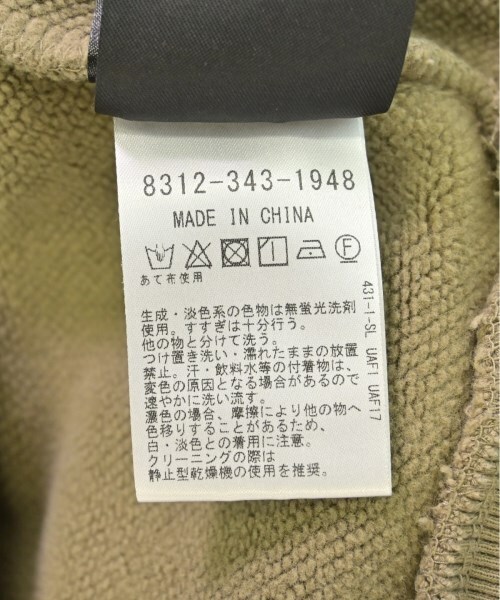 8312-343-1948
MADE IN CHINA
F
あて布使用
生成・淡色系の色物は無蛍光洗剤
使用。すすぎは十分行う。
他の物と分けて洗う。
つけ置き洗い・濡れたままの放置
禁止。汗・飲料水等の付着物は、
変色の原因となる場合があるので
速やかに洗い流す。
濃色の場合、摩擦により他の物へ
色移りすることがあるため、
白・淡色との着用に注意。
クリーニングの際は
静止型乾燥機の使用を推奨。
431-1-SL UAF1 UAF17